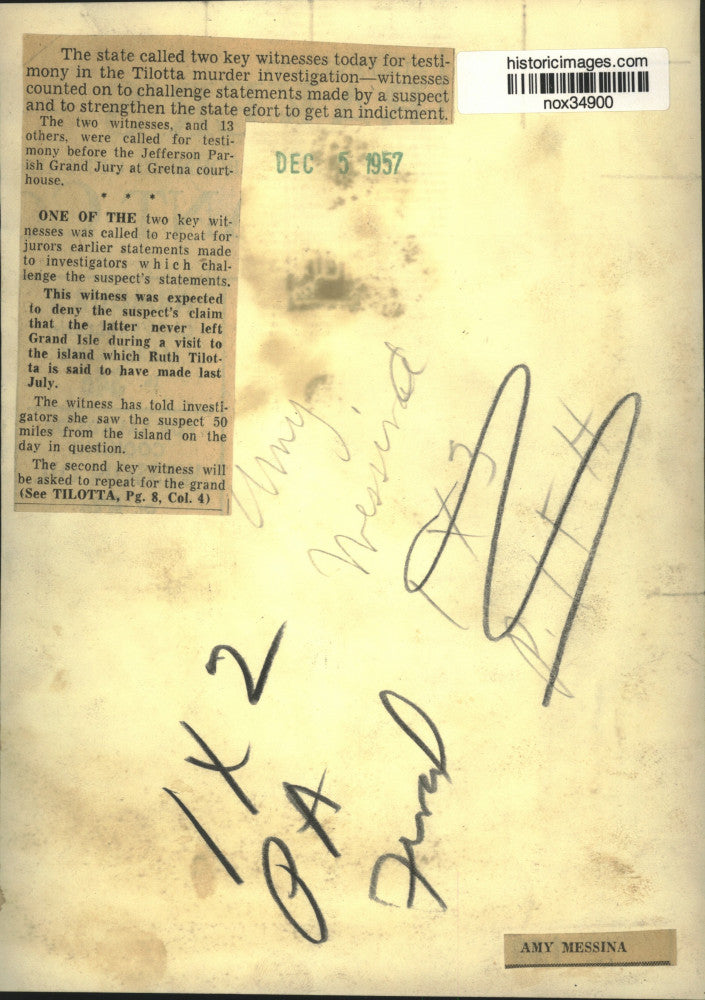 The state called two key witnesses today for testi-
mony in the Tilotta murder investigation—witnesses
counted on to challenge statements made by a suspect
and to strengthen the state efort to get an indictment.
The two witnesses, and 13
others, were called for testi-
mony before the Jefferson Par-
ish Grand Jury at Gretna court-
house.
* * *
ONE OF THE two key wit-
nesses was called to repeat for
jurors earlier statements made
to investigators which chal-
lenge the suspect's statements.
This witness was expected
to deny the suspect's claim
that the latter never left
Grand Isle during a visit to
the island which Ruth Tilot-
ta is said to have made last
July.
The witness has told investi-
gators she saw the suspect 50
miles from the island on the
day in question.
The second key witness will
be asked to repeat for the grand
(See TILOTTA, Pg. 8, Col. 4)
historicimages.com
nox34900
DEC 5 1957
Amy
Messina
1 X 3
1 X 2
AMY MESSINA